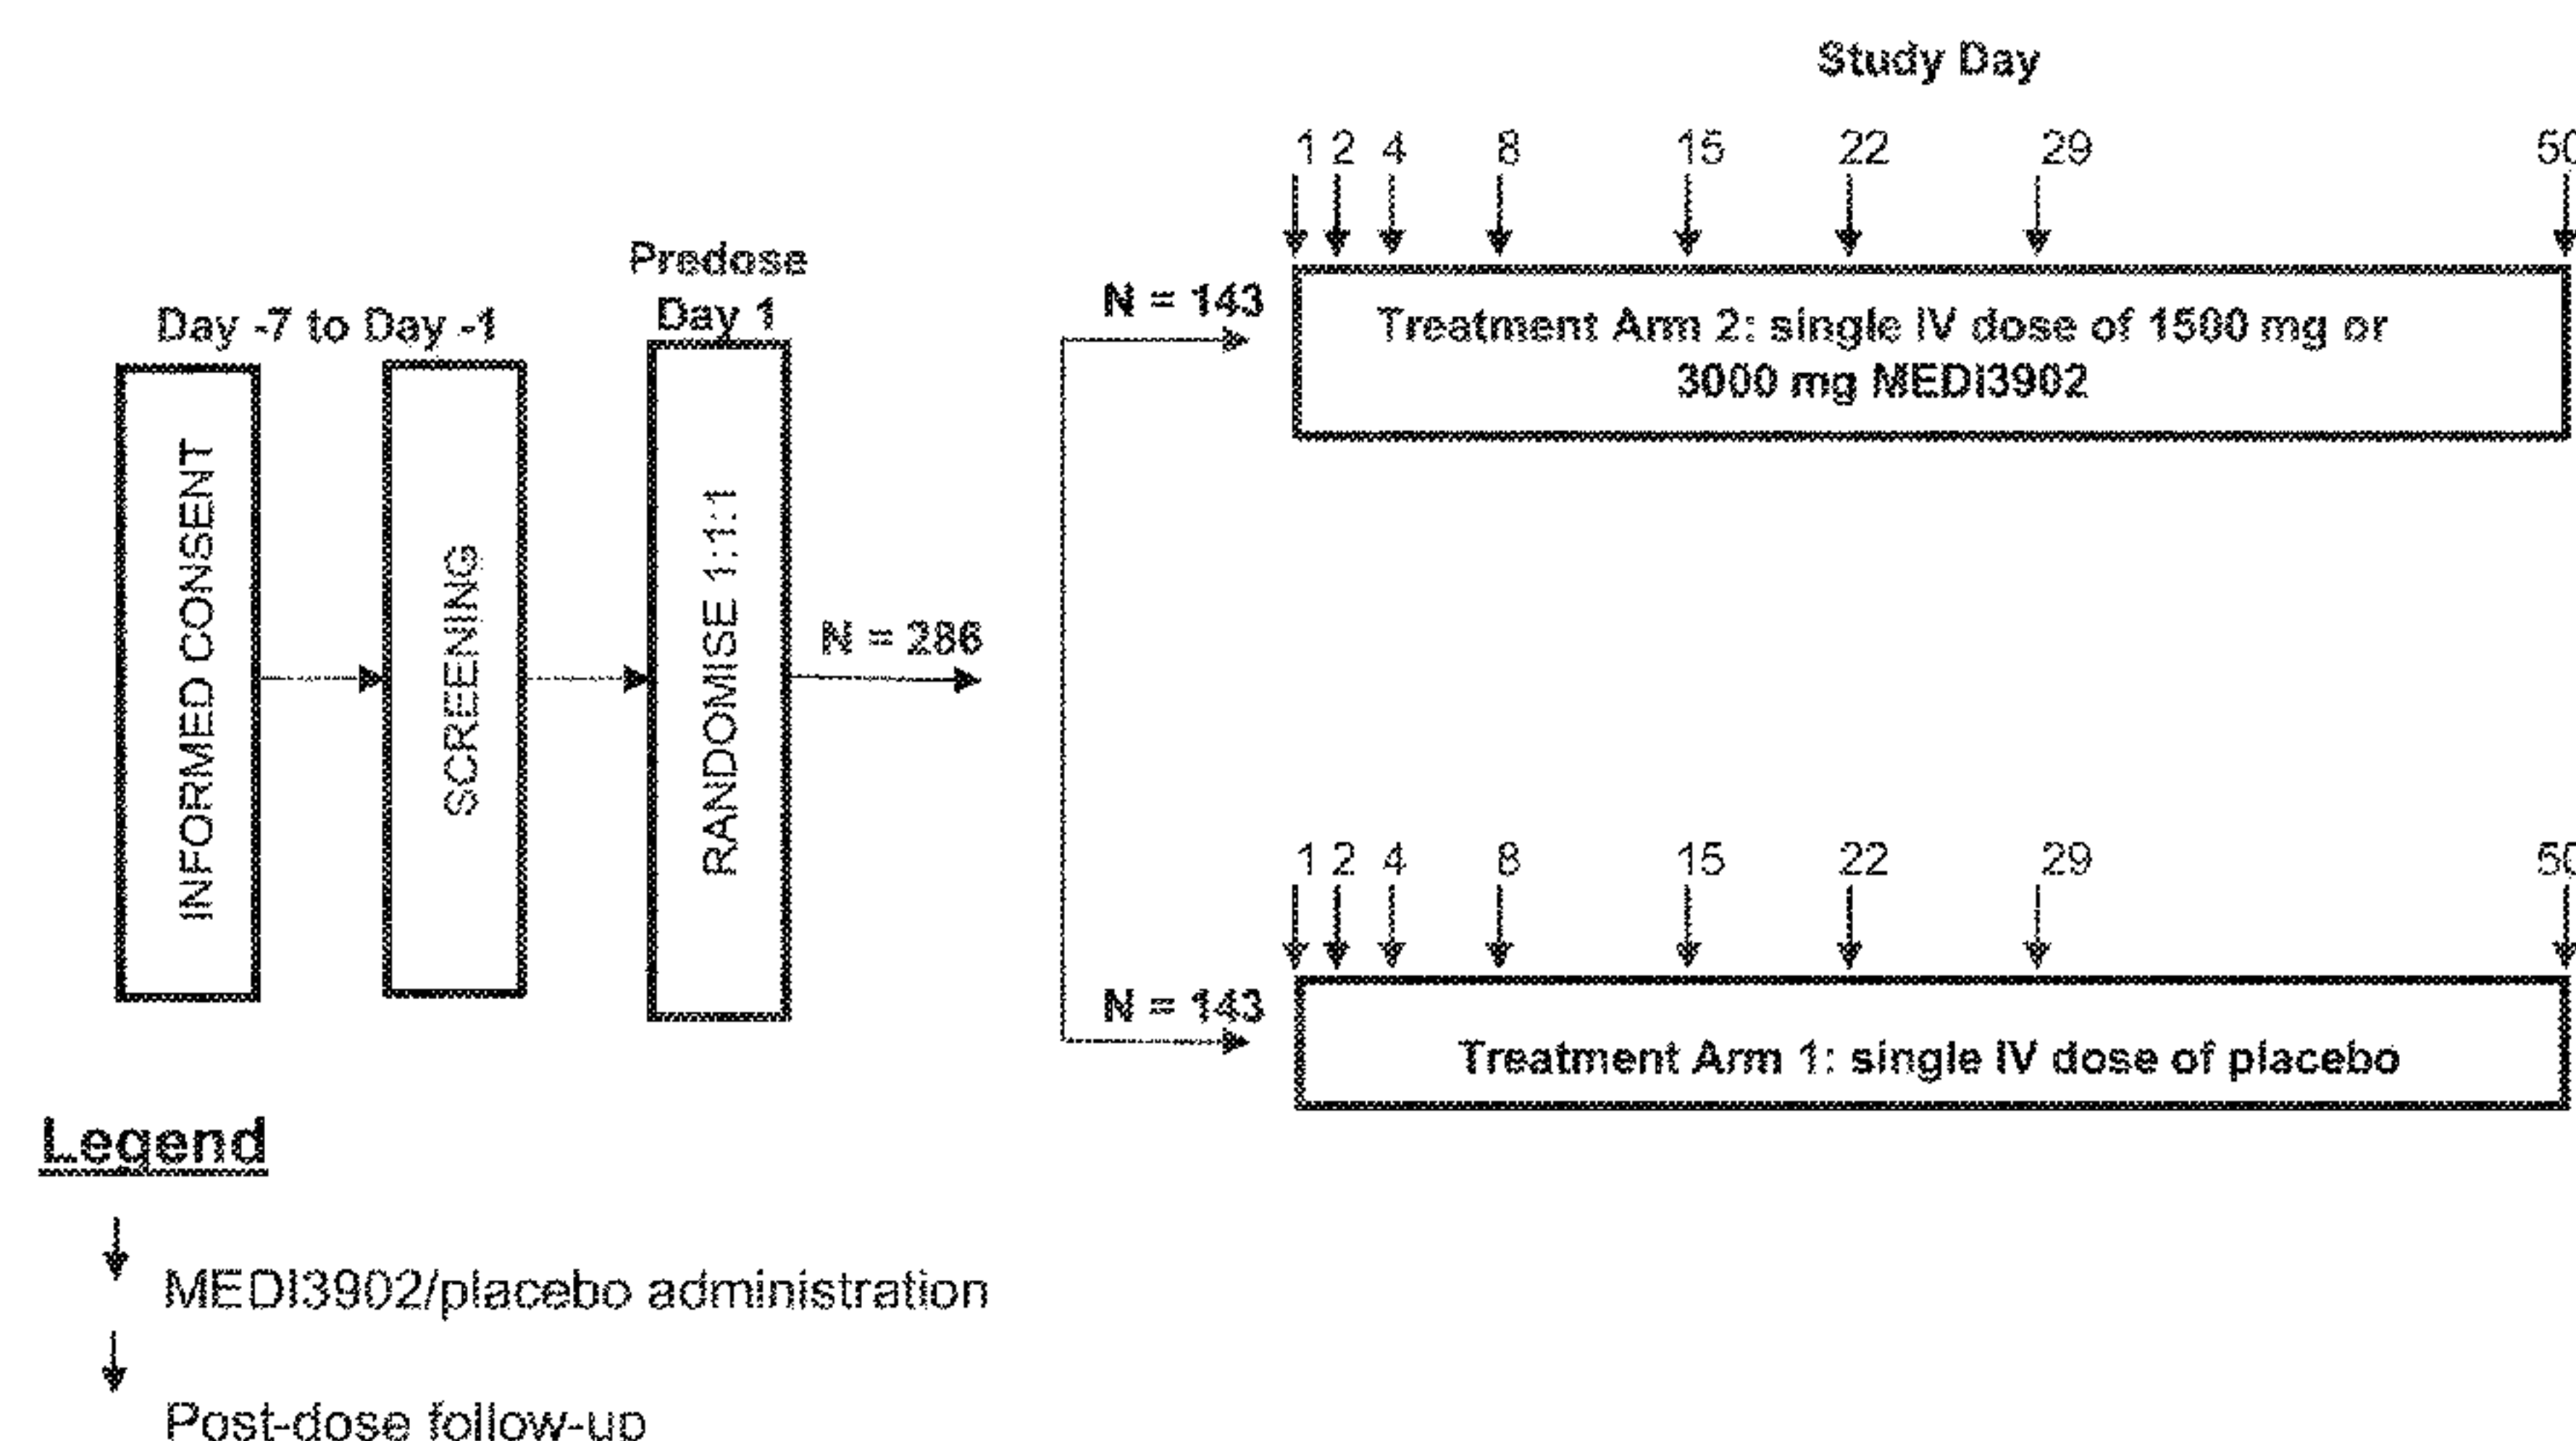 Study Day
1 2 4 8 15 22 29 50
Predose
Day 1
Day -7 to Day -1
N = 143
Treatment Arm 2: single IV dose of 1500 mg or
3000 mg MEDI3902
INFORMED CONSENT
SCREENING
RANDOMISE 1:1:1
N = 286
1 2 4 8 15 22 29 50
N = 143
Treatment Arm 1: single IV dose of placebo
Legend
MEDI3902/placebo administration
Post-dose follow-up